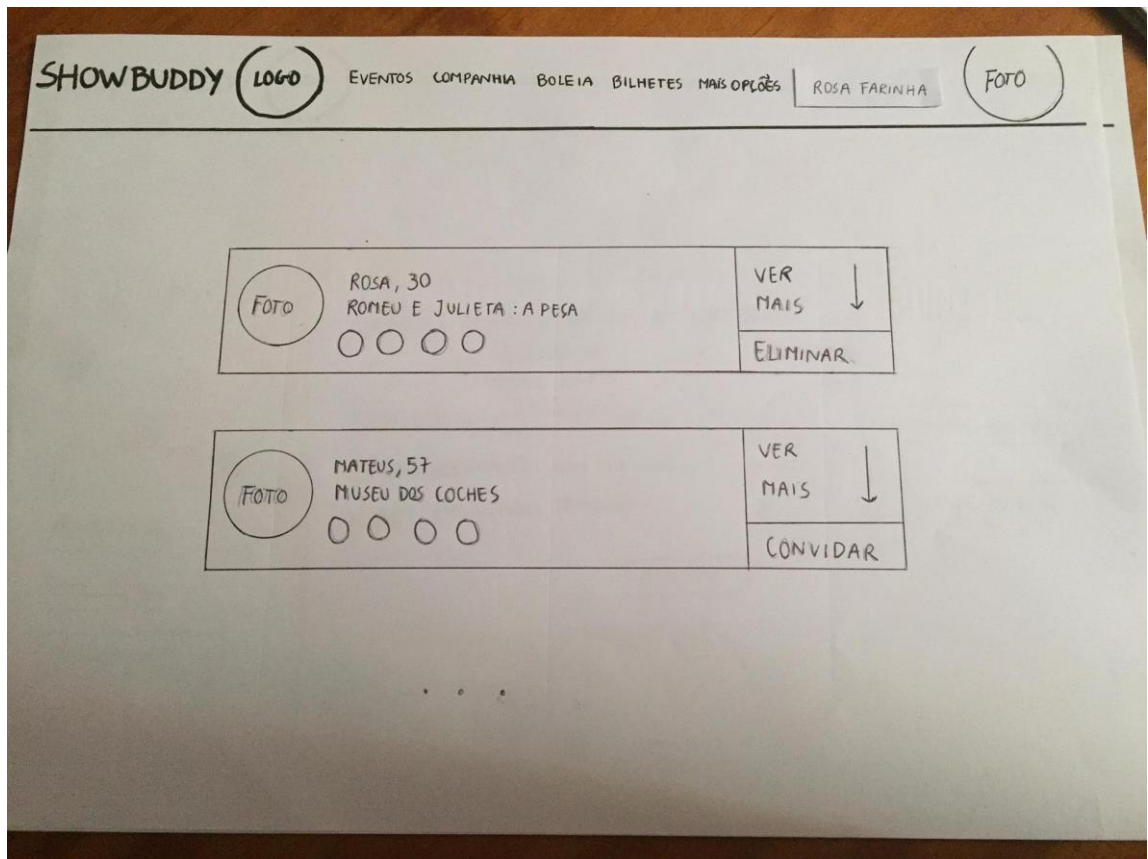 SHOWBUDDY LOGO EVENTOS COMPANHIA BOLEIA BILHETES MAIS OPÇÕES ROSA FARINHA FOTO
FOTO
ROSA, 30
ROMEU E JULIETA : A PEÇA
VER
MAIS
ELIMINAR
FOTO
MATEUS, 57
MUSEU DOS COCHES
VER
MAIS
CONVIDAR
. . .